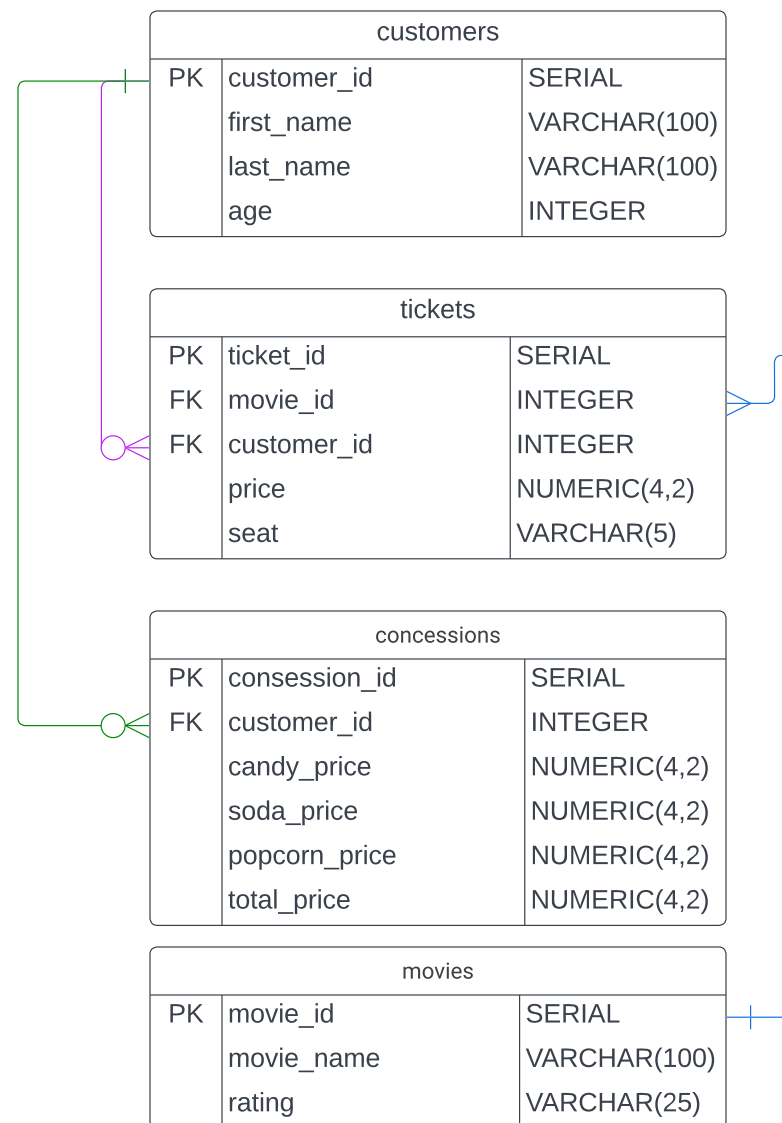 customers
PK customer_id SERIAL
first_name VARCHAR(100)
last_name VARCHAR(100)
age INTEGER
tickets
PK ticket_id SERIAL
FK movie_id INTEGER
FK customer_id INTEGER
price NUMERIC(4,2)
seat VARCHAR(5)
concessions
PK consession_id SERIAL
FK customer_id INTEGER
candy_price NUMERIC(4,2)
soda_price NUMERIC(4,2)
popcorn_price NUMERIC(4,2)
total_price NUMERIC(4,2)
movies
PK movie_id SERIAL
movie_name VARCHAR(100)
rating VARCHAR(25)